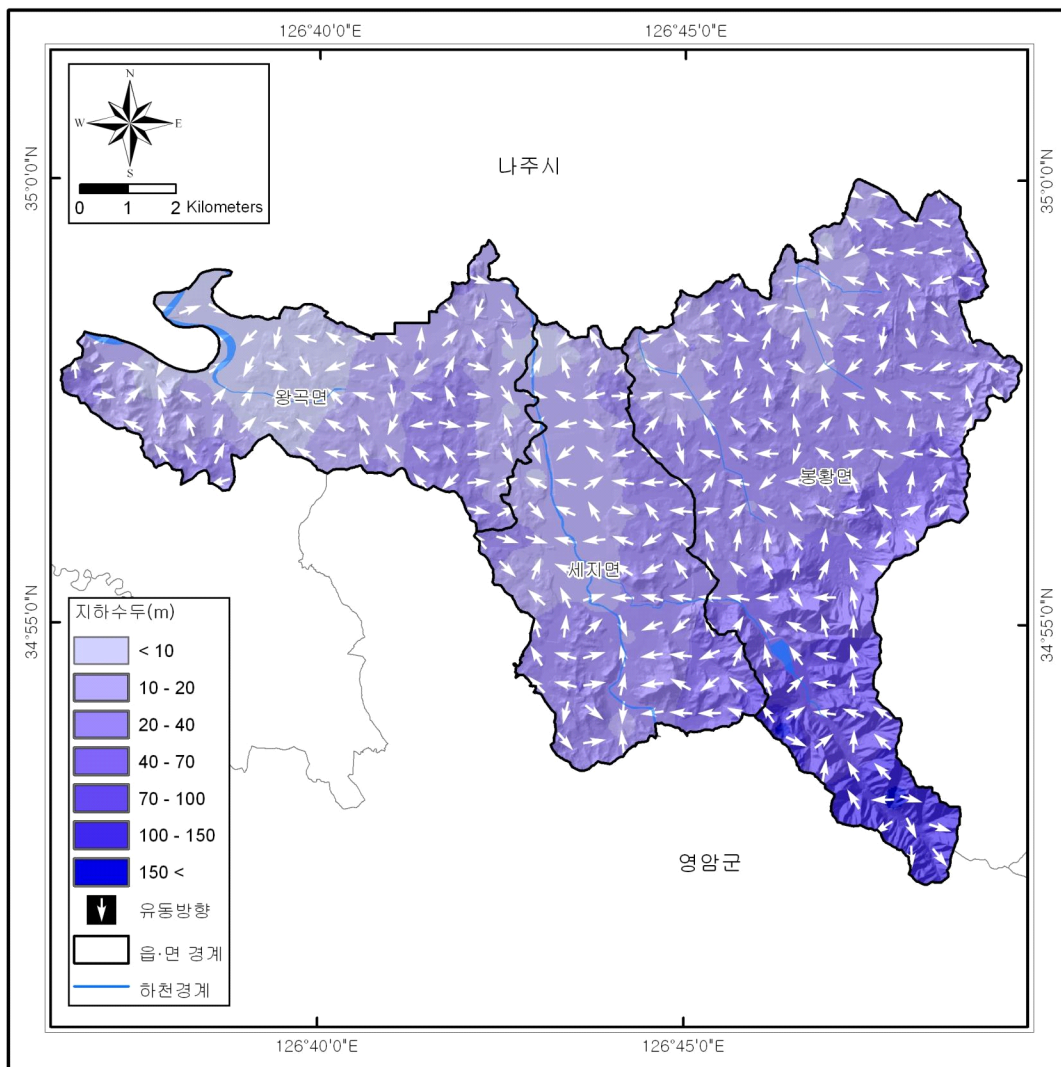 126°40'0"E
126°45'0"E
N
W
E
S
0 1 2 Kilometers
나주시
35°0'0"N
35°0'0"N
왕곡면
봉황면
세지면
34°55'0"N
34°55'0"N
지하수두(m)
< 10
10 - 20
20 - 40
40 - 70
70 - 100
100 - 150
150 <
유동방향
읍·면 경계
하천경계
영암군
126°40'0"E
126°45'0"E